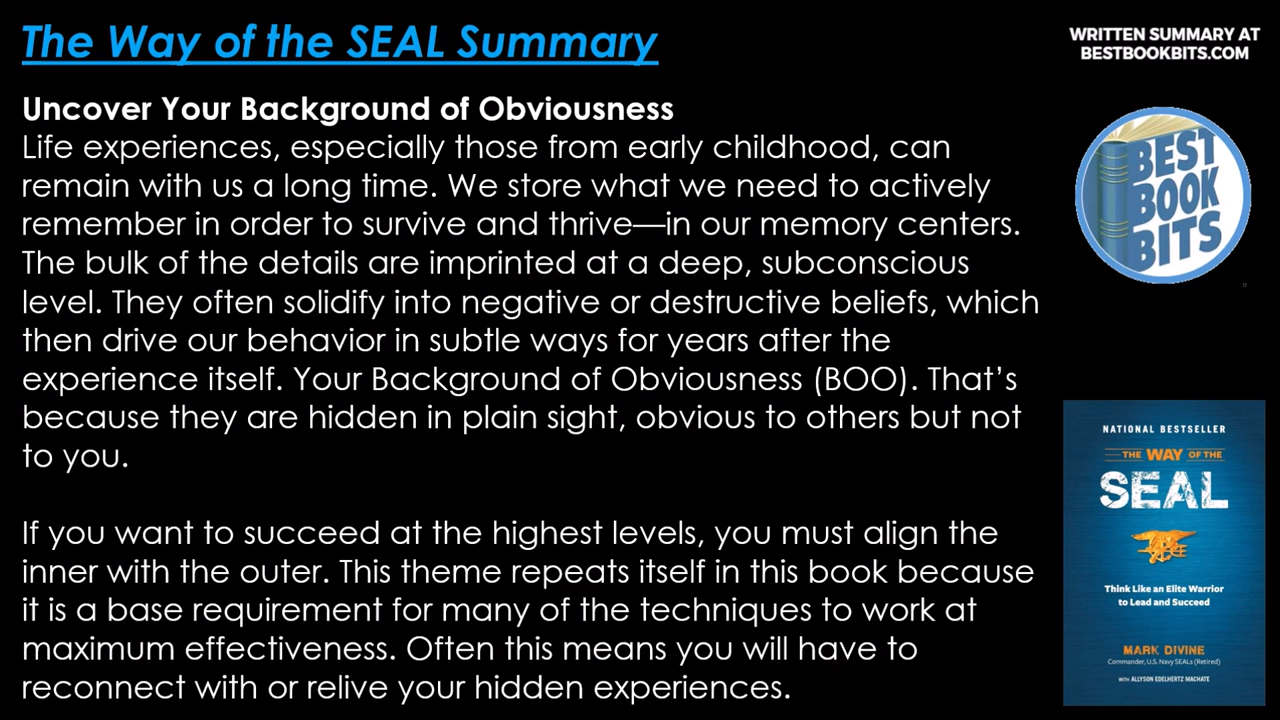 The Way of the SEAL Summary
WRITTEN SUMMARY AT
BESTBOOKBITS.COM
Uncover Your Background of Obviousness
Life experiences, especially those from early childhood, can
remain with us a long time. We store what we need to actively
remember in order to survive and thrive—in our memory centers.
The bulk of the details are imprinted at a deep, subconscious
level. They often solidify into negative or destructive beliefs, which
then drive our behavior in subtle ways for years after the
experience itself. Your Background of Obviousness (BOO). That’s
because they are hidden in plain sight, obvious to others but not
to you.
If you want to succeed at the highest levels, you must align the
inner with the outer. This theme repeats itself in this book because
it is a base requirement for many of the techniques to work at
maximum effectiveness. Often this means you will have to
reconnect with or relive your hidden experiences.
BEST
BOOK
BITS
NATIONAL BESTSELLER
THE WAY OF THE
SEAL
Think Like an Elite Warrior
to Lead and Succeed
MARK DIVINE
Commander, U.S. Navy SEALs (Retired)
WITH ALLYSON EDELHERTZ MACHATE